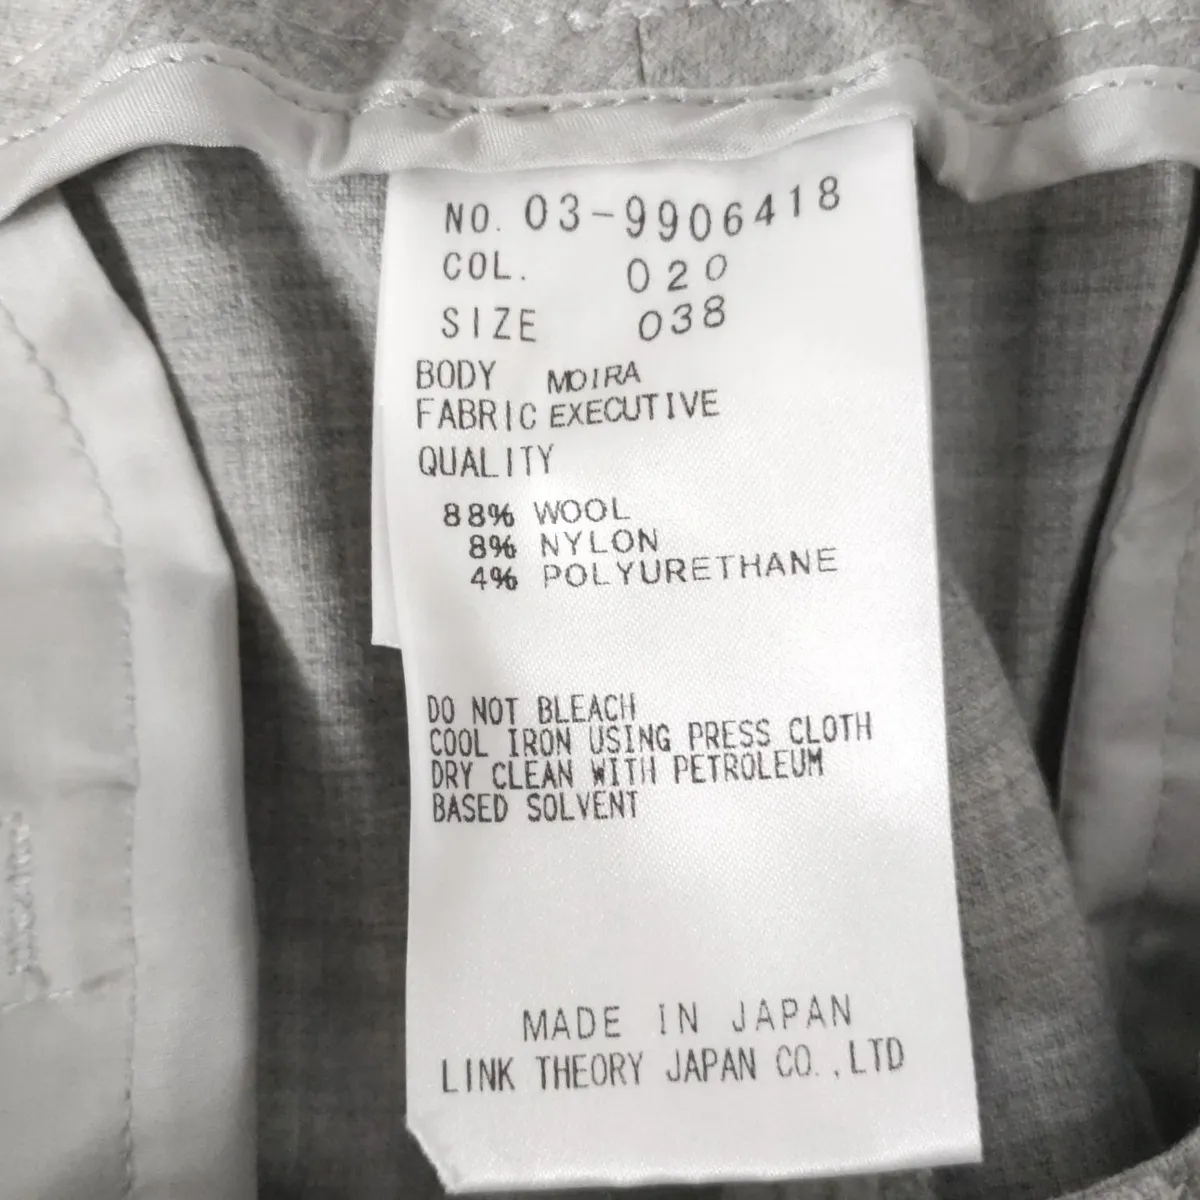 NO. 03-9906418
COL. 020
SIZE 038
BODY MOIRA
FABRIC EXECUTIVE
QUALITY
88% WOOL
8% NYLON
4% POLYURETHANE
DO NOT BLEACH
COOL IRON USING PRESS CLOTH
DRY CLEAN WITH PETROLEUM
BASED SOLVENT
MADE IN JAPAN
LINK THEORY JAPAN CO.,LTD